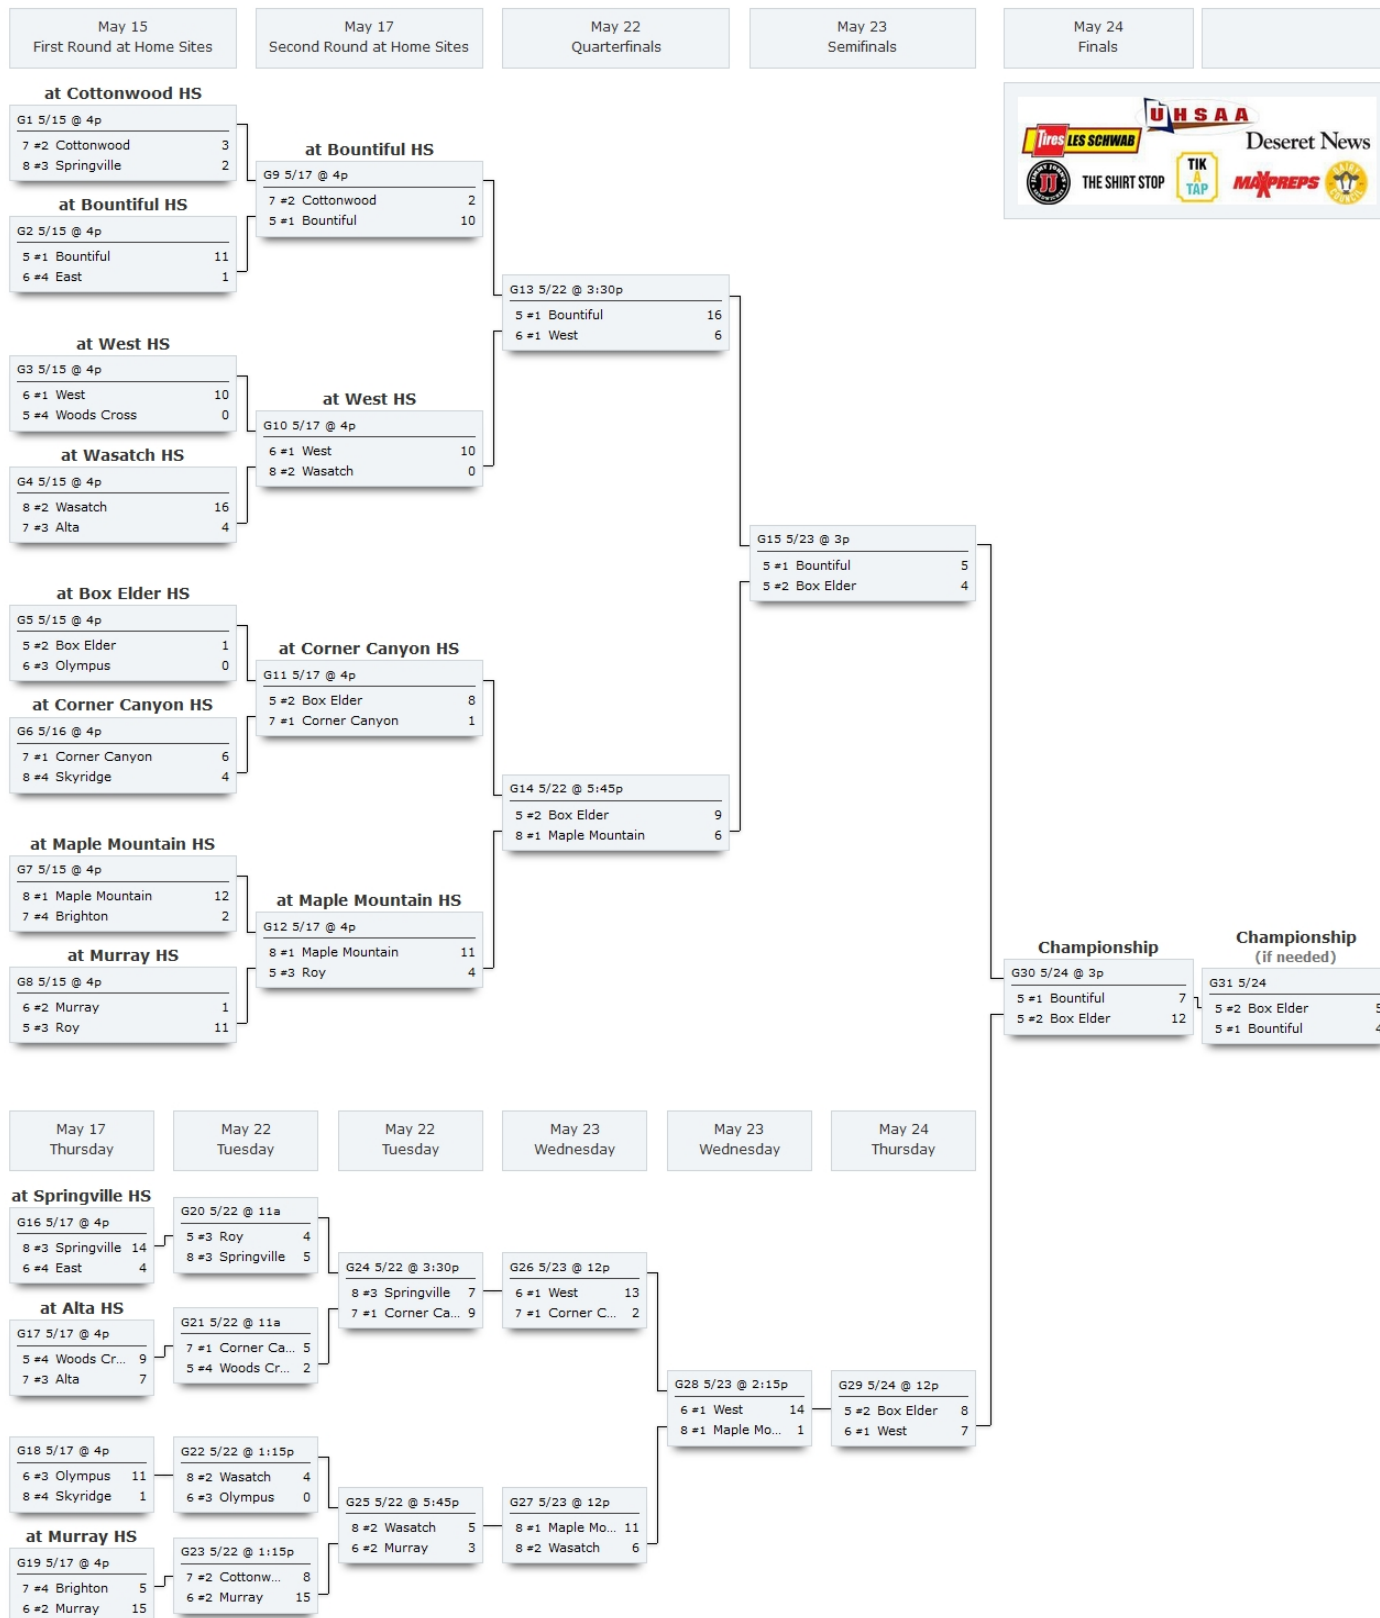 May 15
First Round at Home Sites
May 17
Second Round at Home Sites
May 22
Quarterfinals
May 23
Semifinals
May 24
Finals
UHSAA
Tires LES SCHWAB
Deseret News
JJ
THE SHIRT STOP
TIK
A
TAP
MAXPREPS
at Cottonwood HS
G1 5/15 @ 4p
7 #2 Cottonwood 3
8 #3 Springville 2
at Bountiful HS
G2 5/15 @ 4p
5 #1 Bountiful 11
6 #4 East 1
at West HS
G3 5/15 @ 4p
6 #1 West 10
5 #4 Woods Cross 0
at Wasatch HS
G4 5/15 @ 4p
8 #2 Wasatch 16
7 #3 Alta 4
at Box Elder HS
G5 5/15 @ 4p
5 #2 Box Elder 1
6 #3 Olympus 0
at Corner Canyon HS
G6 5/16 @ 4p
7 #1 Corner Canyon 6
8 #4 Skyridge 4
at Maple Mountain HS
G7 5/15 @ 4p
8 #1 Maple Mountain 12
7 #4 Brighton 2
at Murray HS
G8 5/15 @ 4p
6 #2 Murray 1
5 #3 Roy 11
at Bountiful HS
G9 5/17 @ 4p
7 #2 Cottonwood 2
5 #1 Bountiful 10
at West HS
G10 5/17 @ 4p
6 #1 West 10
8 #2 Wasatch 0
at Corner Canyon HS
G11 5/17 @ 4p
5 #2 Box Elder 8
7 #1 Corner Canyon 1
at Maple Mountain HS
G12 5/17 @ 4p
8 #1 Maple Mountain 11
5 #3 Roy 4
G13 5/22 @ 3:30p
5 #1 Bountiful 16
6 #1 West 6
G14 5/22 @ 5:45p
5 #2 Box Elder 9
8 #1 Maple Mountain 6
G15 5/23 @ 3p
5 #1 Bountiful 5
5 #2 Box Elder 4
Championship
G30 5/24 @ 3p
5 #1 Bountiful 7
5 #2 Box Elder 12
Championship
(if needed)
G31 5/24
5 #2 Box Elder 5
5 #1 Bountiful 4
May 17
Thursday
May 22
Tuesday
May 22
Tuesday
May 23
Wednesday
May 23
Wednesday
May 24
Thursday
at Springville HS
G16 5/17 @ 4p
8 #3 Springville 14
6 #4 East 4
at Alta HS
G17 5/17 @ 4p
5 #4 Woods Cr... 9
7 #3 Alta 7
G18 5/17 @ 4p
6 #3 Olympus 11
8 #4 Skyridge 1
at Murray HS
G19 5/17 @ 4p
7 #4 Brighton 5
6 #2 Murray 15
G20 5/22 @ 11a
5 #3 Roy 4
8 #3 Springville 5
G21 5/22 @ 11a
7 #1 Corner Ca... 5
5 #4 Woods Cr... 2
G22 5/22 @ 1:15p
8 #2 Wasatch 4
6 #3 Olympus 0
G23 5/22 @ 1:15p
7 #2 Cottonw... 8
6 #2 Murray 15
G24 5/22 @ 3:30p
8 #3 Springville 7
7 #1 Corner Ca... 9
G25 5/22 @ 5:45p
8 #2 Wasatch 5
6 #2 Murray 3
G26 5/23 @ 12p
6 #1 West 13
7 #1 Corner C... 2
G27 5/23 @ 12p
8 #1 Maple Mo... 11
8 #2 Wasatch 6
G28 5/23 @ 2:15p
6 #1 West 14
8 #1 Maple Mo... 1
G29 5/24 @ 12p
5 #2 Box Elder 8
6 #1 West 7